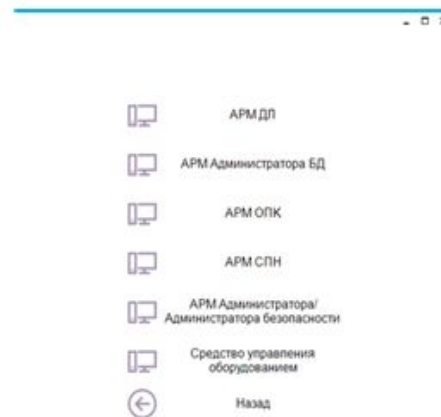 АРМ ДЛ
АРМ Администратора БД
АРМ ОПК
АРМ СПН
АРМ Администратора/
Администратора безопасности
Средство управления
оборудованием
Назад